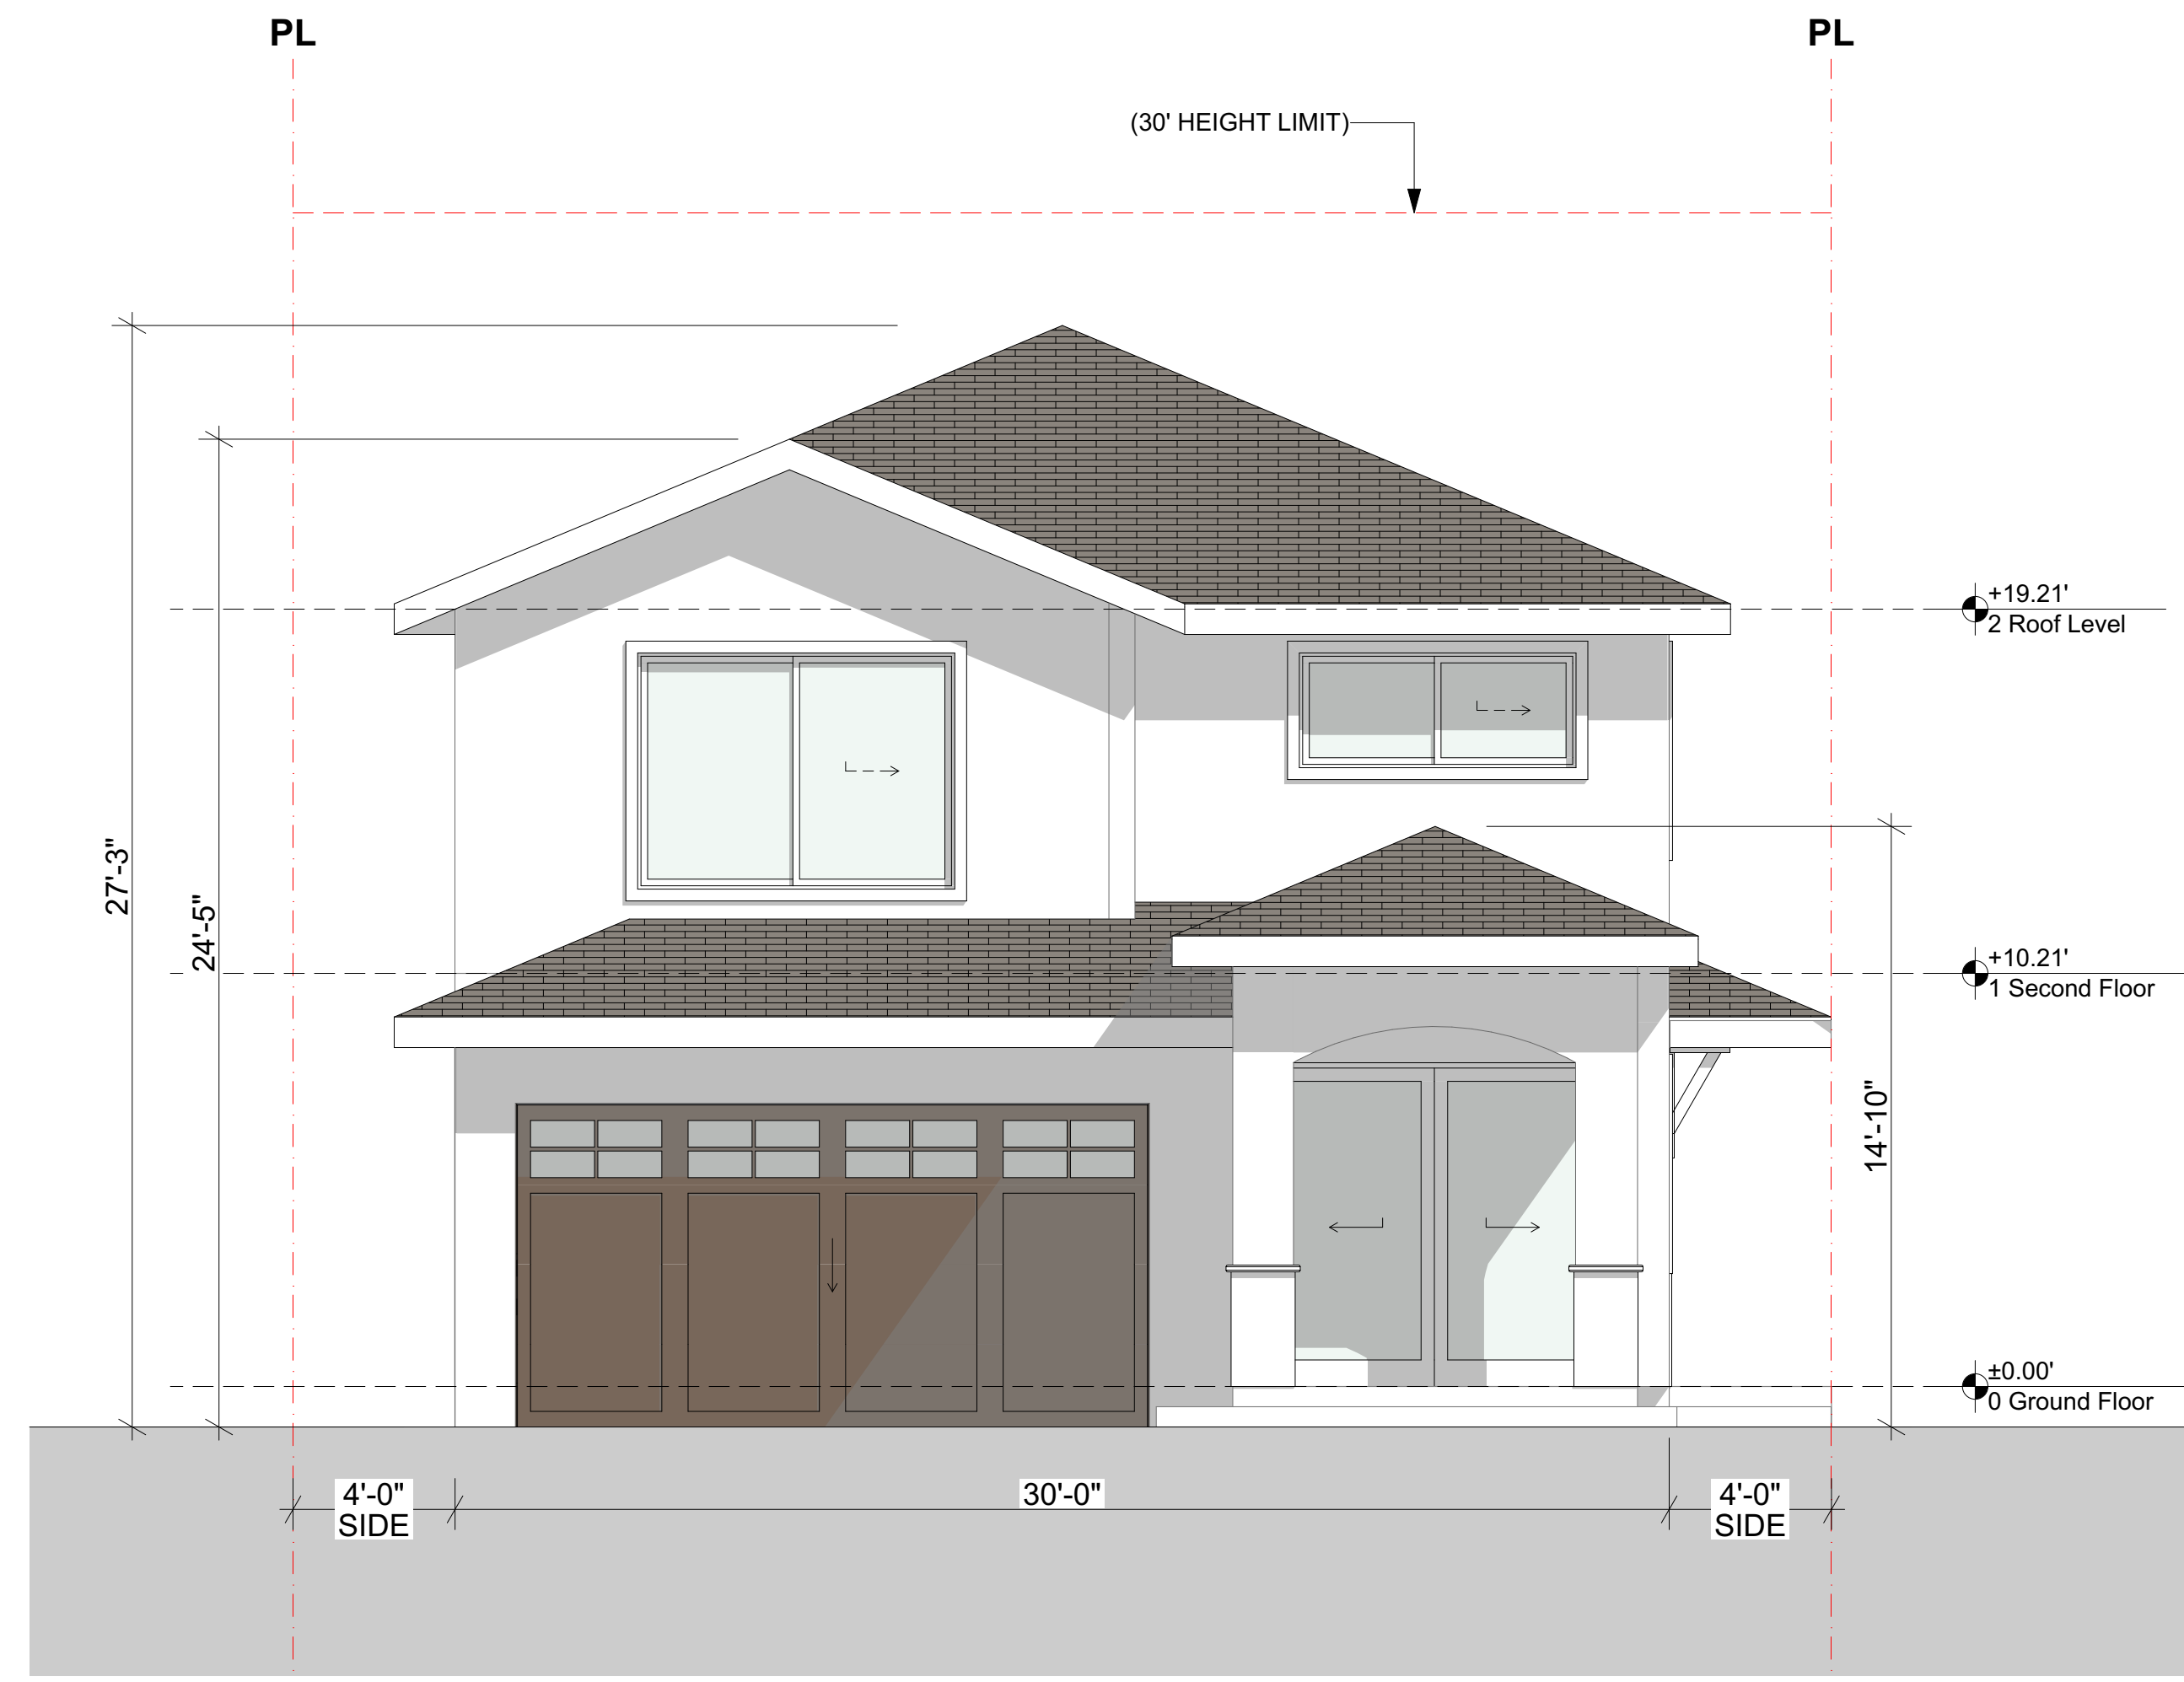 PL
PL
(30' HEIGHT LIMIT)
+19.21'
2 Roof Level
27'-3"
24'-5"
+10.21'
1 Second Floor
14'-10"
±0.00'
0 Ground Floor
4'-0"
SIDE
30'-0"
4'-0"
SIDE